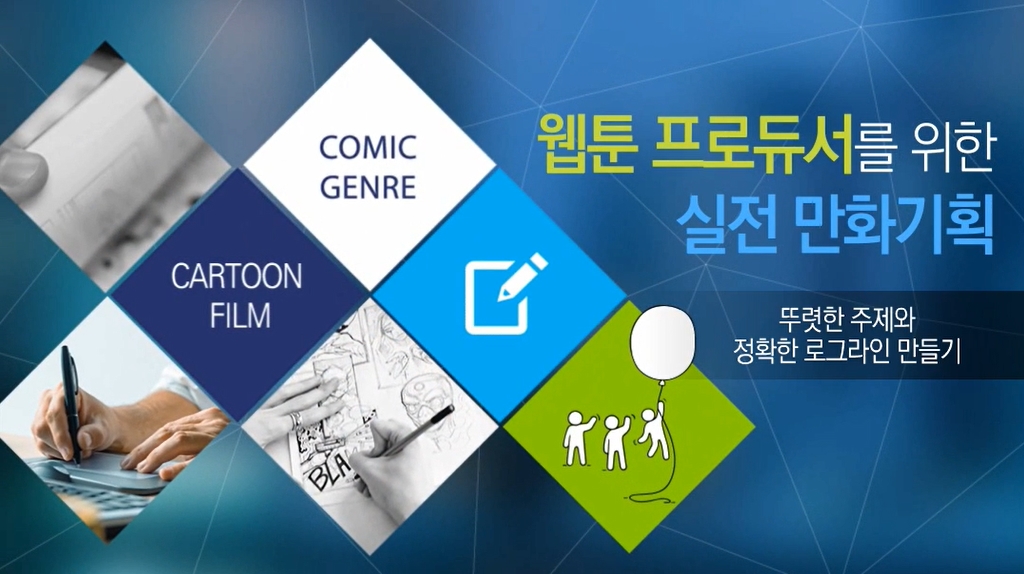 COMIC
GENRE
CARTOON
FILM
BLA
웹툰 프로듀서를 위한
실전 만화기획
뚜렷한 주제와
정확한 로그라인 만들기